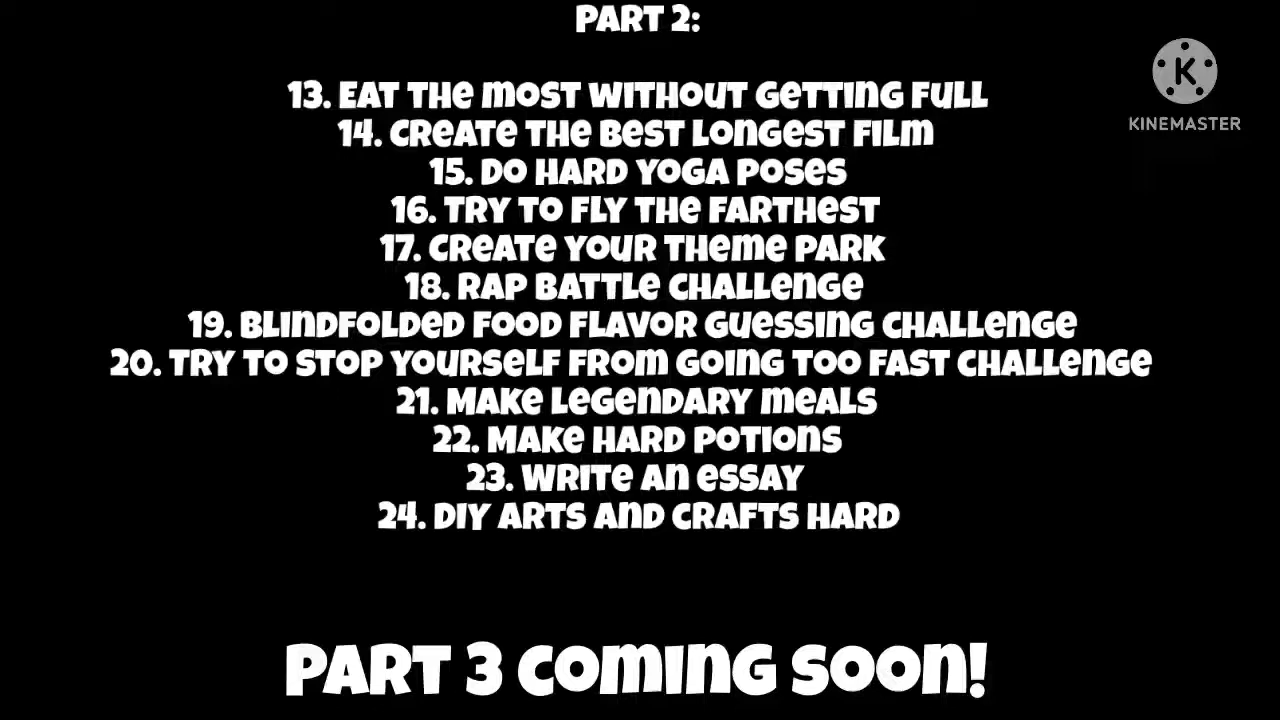 PART 2:
13. EAT THE MOST WITHOUT GETTING FULL
14. CREATE THE BEST LONGEST FILM
15. DO HARD YOGA POSES
16. TRY TO FLY THE FARTHEST
17. CREATE YOUR THEME PARK
18. RAP BATTLE CHALLENGE
19. BLINDFOLDED FOOD FLAVOR GUESSING CHALLENGE
20. TRY TO STOP YOURSELF FROM GOING TOO FAST CHALLENGE
21. MAKE LEGENDARY MEALS
22. MAKE HARD POTIONS
23. WRITE AN ESSAY
24. DIY ARTS AND CRAFTS HARD
PART 3 COMING SOON!
K
KINEMASTER